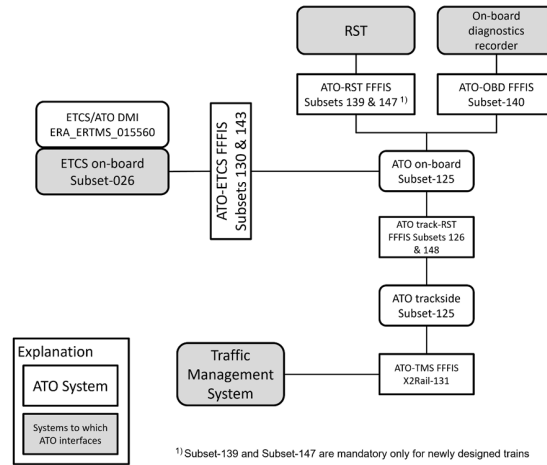 RST
On-board
diagnostics
recorder
ATO-RST FFFIS
Subsets 139 & 147 1)
ATO-OBD FFFIS
Subset-140
ETCS/ATO DMI
ERA_ERTMS_015560
ETCS on-board
Subset-026
ATO-ETCS FFFIS
Subsets 130 & 143
ATO on-board
Subset-125
ATO track-RST
FFFIS Subsets 126
& 148
ATO trackside
Subset-125
Traffic
Management
System
ATO-TMS FFFIS
X2Rail-131
Explanation
ATO System
Systems to which
ATO interfaces
1) Subset-139 and Subset-147 are mandatory only for newly designed trains